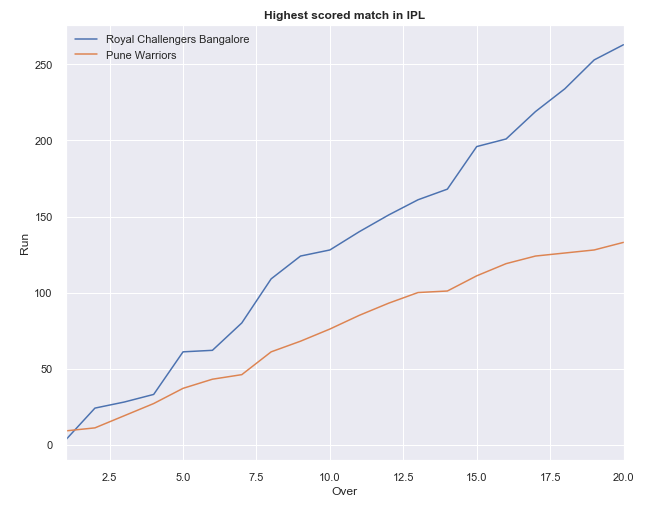 Highest scored match in IPL
Royal Challengers Bangalore
Pune Warriors
250
200
150
100
50
0
Run
2.5 5.0 7.5 10.0 12.5 15.0 17.5 20.0
Over